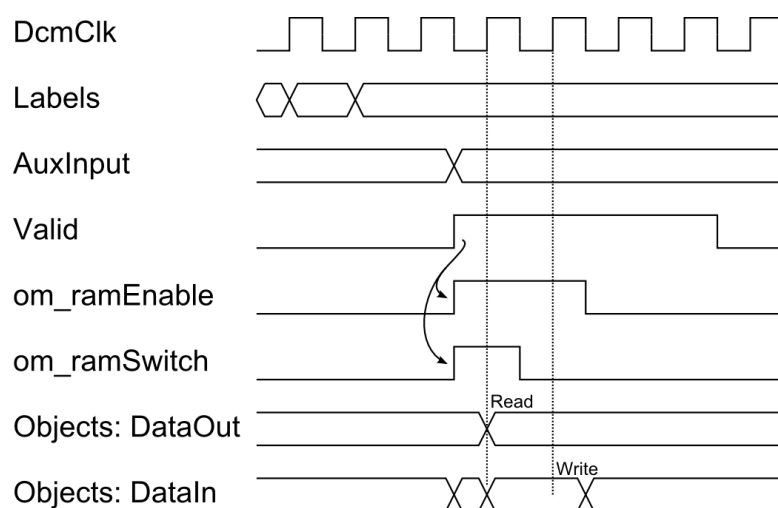 DcmClk
Labels
AuxInput
Valid
om_ramEnable
om_ramSwitch
Read
Objects: DataOut
Write
Objects: DataIn